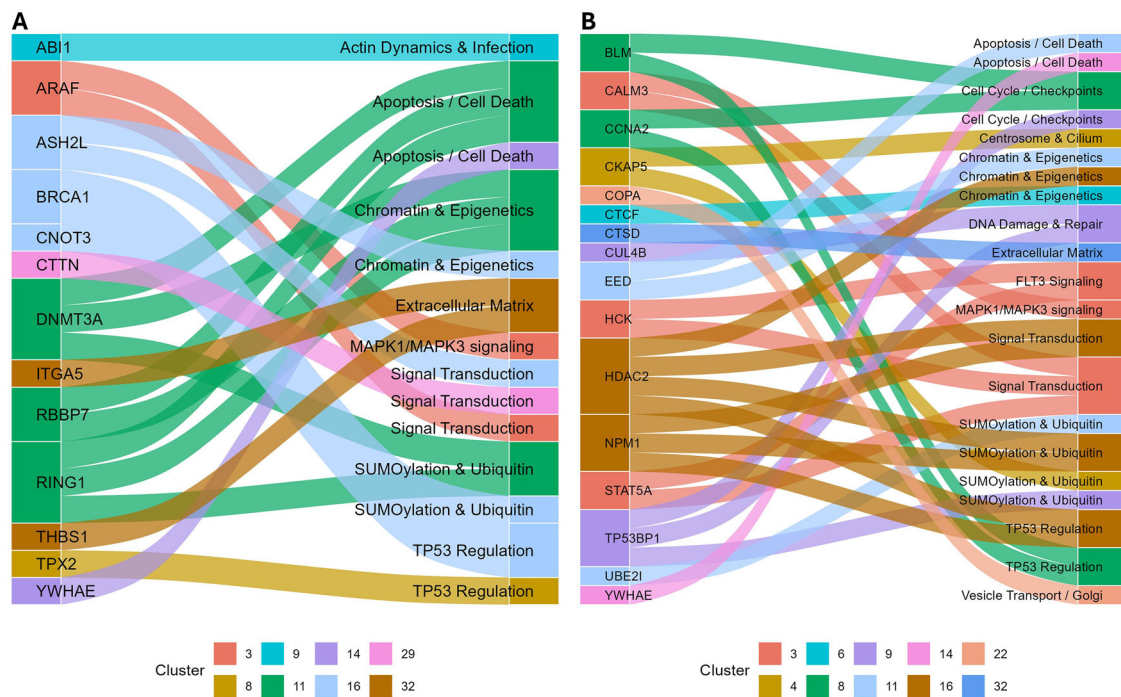 A
ABI1
ARAF
ASH2L
BRCA1
CNOT3
CTTN
DNMT3A
ITGA5
RBBP7
RING1
THBS1
TPX2
YWHAE
Actin Dynamics & Infection
Apoptosis / Cell Death
Apoptosis / Cell Death
Chromatin & Epigenetics
Chromatin & Epigenetics
Extracellular Matrix
MAPK1/MAPK3 signaling
Signal Transduction
Signal Transduction
Signal Transduction
SUMOylation & Ubiquitin
SUMOylation & Ubiquitin
TP53 Regulation
TP53 Regulation
Cluster
3 9 14 29
8 11 16 32
B
BLM
CALM3
CCNA2
CKAP5
COPA
CTCF
CTSD
CUL4B
EED
HCK
HDAC2
NPM1
STAT5A
TP53BP1
UBE2I
YWHAE
Apoptosis / Cell Death
Apoptosis / Cell Death
Cell Cycle / Checkpoints
Cell Cycle / Checkpoints
Centrosome & Cilium
Chromatin & Epigenetics
Chromatin & Epigenetics
Chromatin & Epigenetics
DNA Damage & Repair
Extracellular Matrix
FLT3 Signaling
MAPK1/MAPK3 signaling
Signal Transduction
Signal Transduction
SUMOylation & Ubiquitin
SUMOylation & Ubiquitin
SUMOylation & Ubiquitin
SUMOylation & Ubiquitin
TP53 Regulation
TP53 Regulation
Vesicle Transport / Golgi
Cluster
3 6 9 14 22
4 8 11 16 32